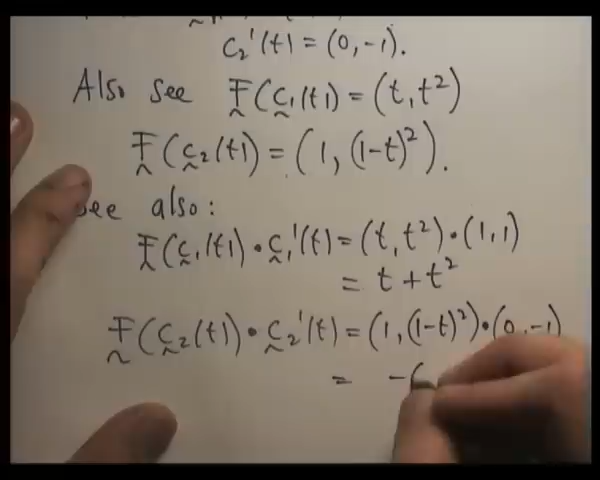 c₂'(t) = (0, -1).
Also see F(c₁(t)) = (t, t²)
F(c₂(t)) = (1, (1-t)²).
see also:
F(c₁(t)) • c₁'(t) = (t, t²) • (1, 1)
= t + t²
F(c₂(t)) • c₂'(t) = (1, (1-t)²) • (0, -1)
= -(